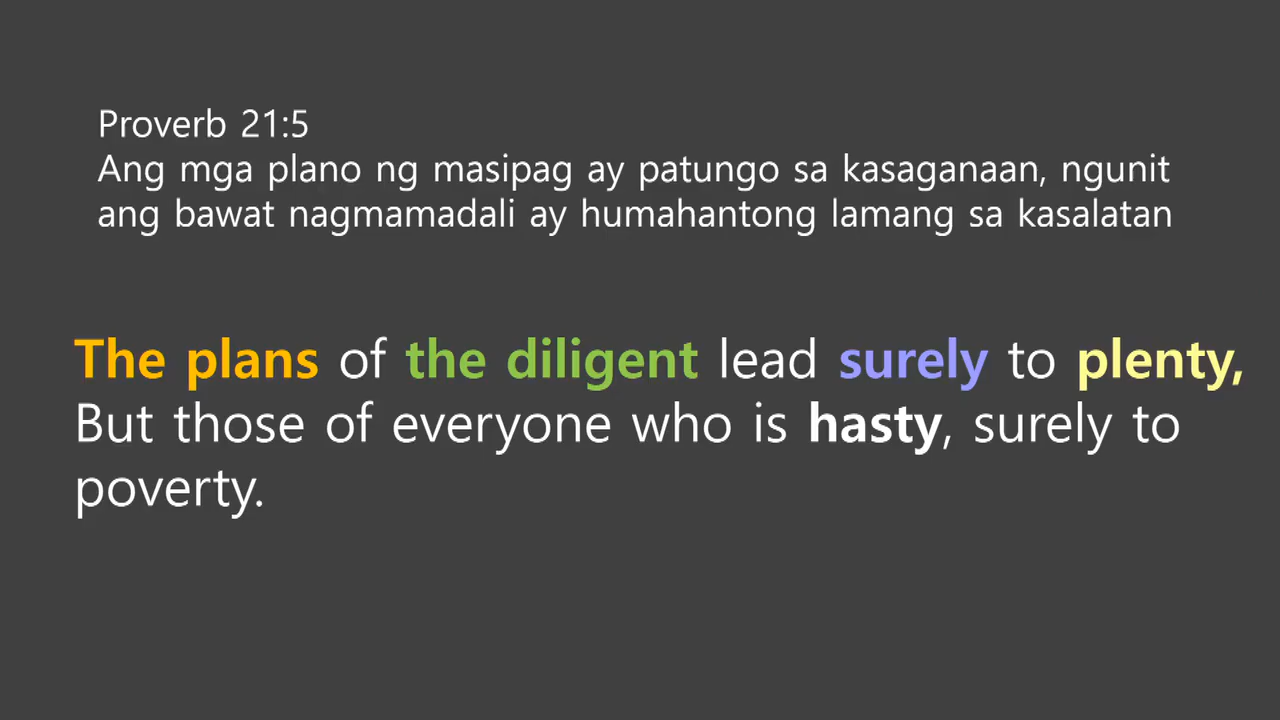 Proverb 21:5
Ang mga plano ng masipag ay patungo sa kasaganaan, ngunit
ang bawat nagmamadali ay humahantong lamang sa kasalatan
The plans of the diligent lead surely to plenty,
But those of everyone who is hasty, surely to
poverty.